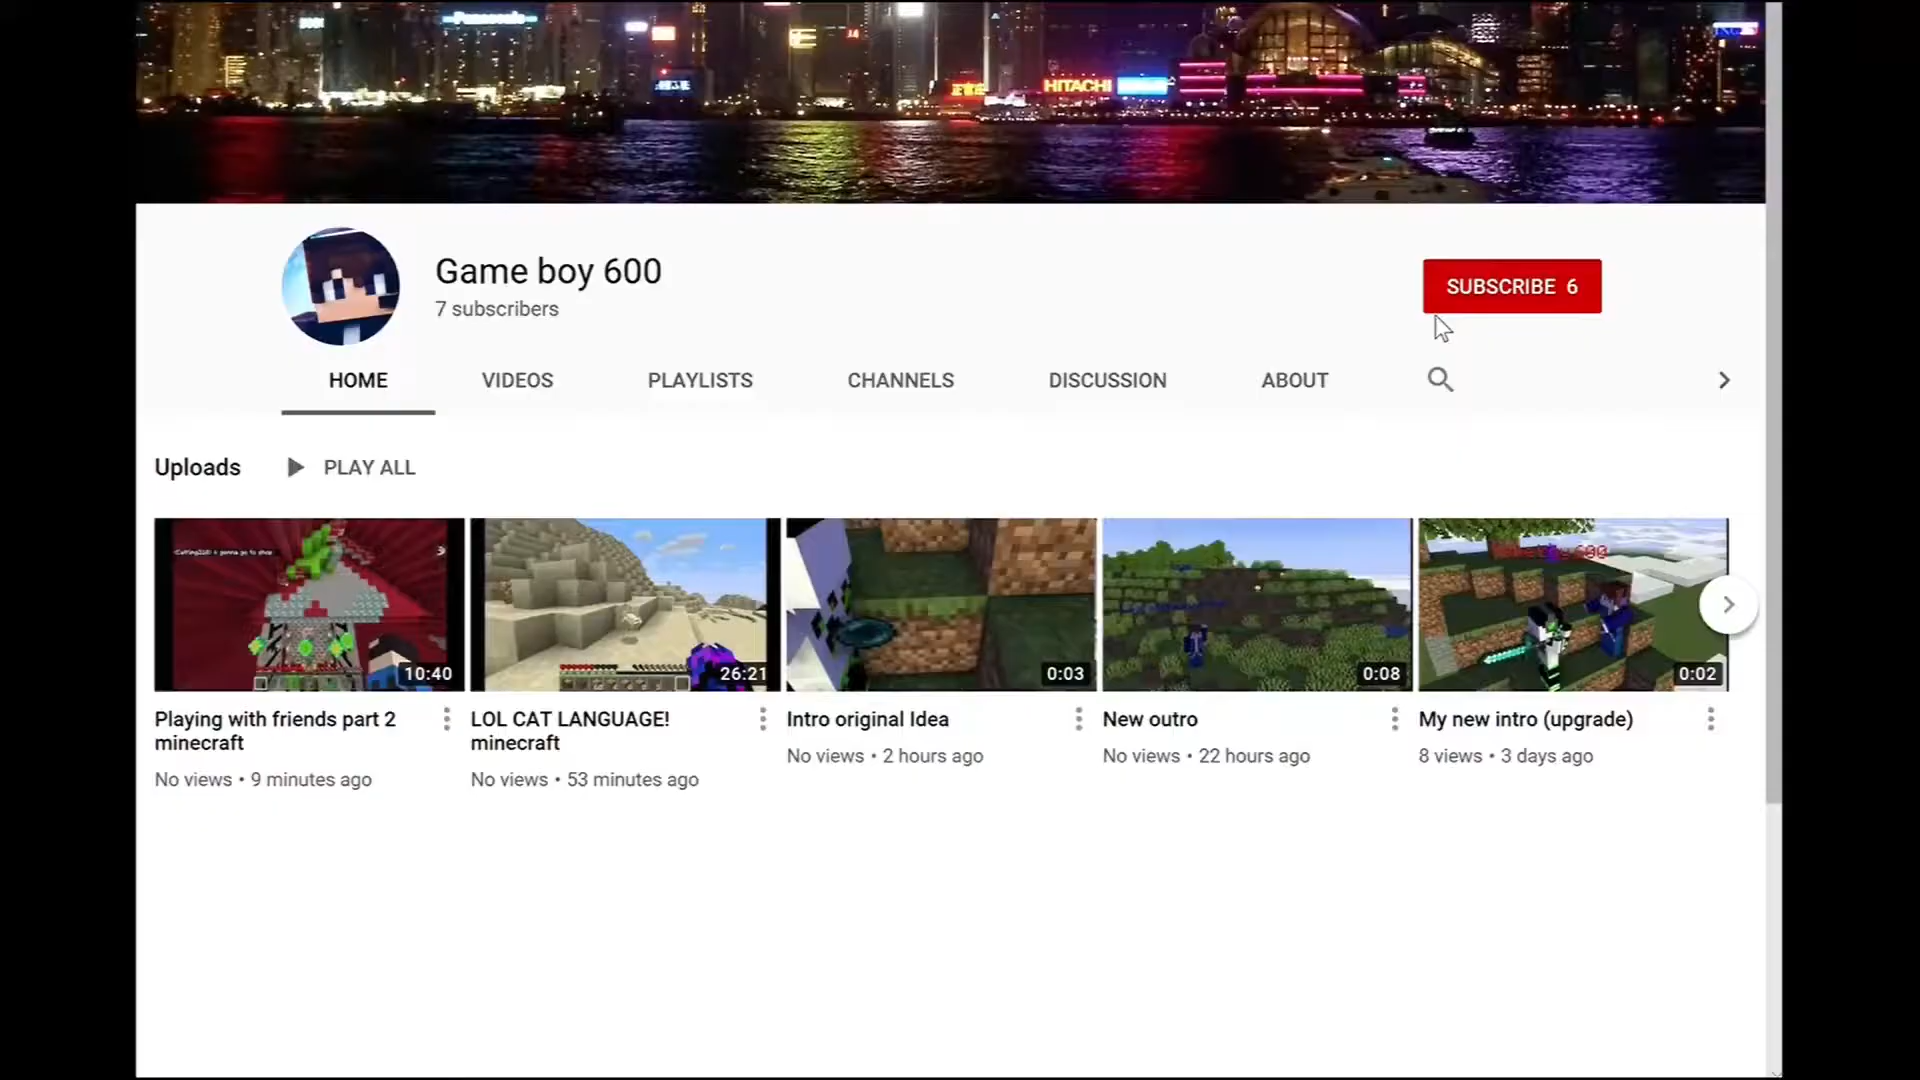 Panasonic
HITACHI
Game boy 600
7 subscribers
SUBSCRIBE 6
HOME
VIDEOS
PLAYLISTS
CHANNELS
DISCUSSION
ABOUT
Uploads
PLAY ALL
10:40
26:21
0:03
0:08
0:02
Playing with friends part 2
minecraft
No views • 9 minutes ago
LOL CAT LANGUAGE!
minecraft
No views • 53 minutes ago
Intro original Idea
No views • 2 hours ago
New outro
No views • 22 hours ago
My new intro (upgrade)
8 views • 3 days ago